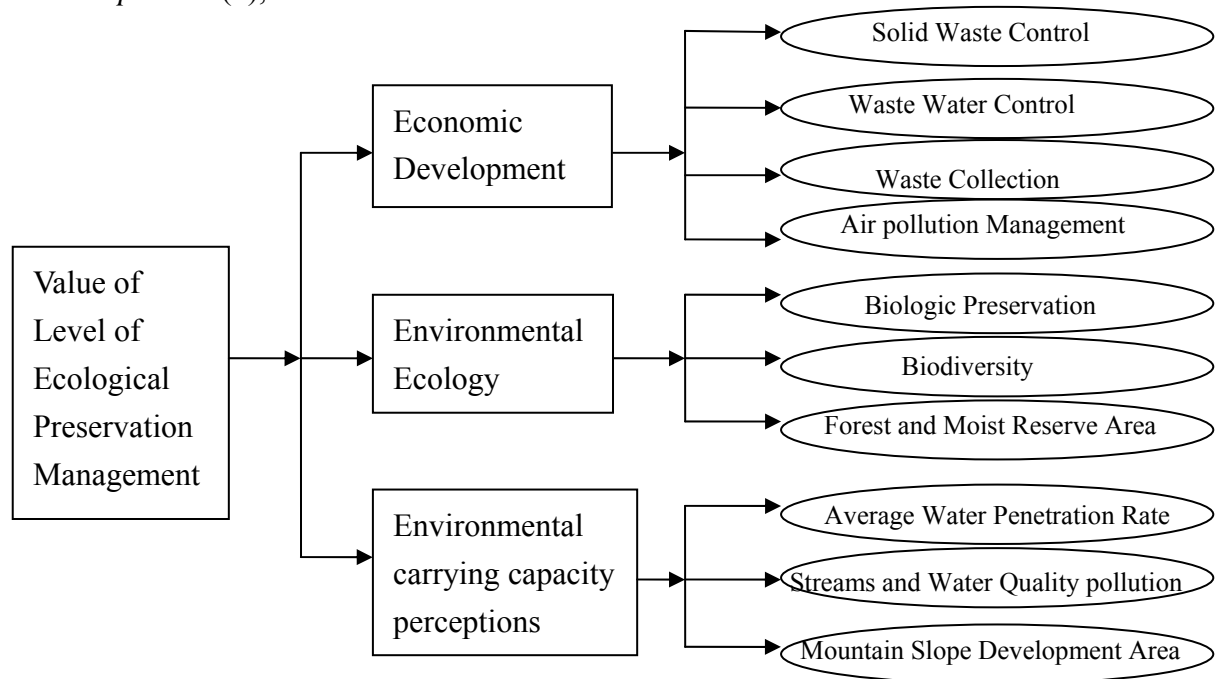 Solid Waste Control
Waste Water Control
Economic
Development
Waste Collection
Air pollution Management
Value of
Level of
Ecological
Preservation
Management
Biologic Preservation
Environmental
Ecology
Biodiversity
Forest and Moist Reserve Area
Environmental
carrying capacity
perceptions
Average Water Penetration Rate
Streams and Water Quality pollution
Mountain Slope Development Area